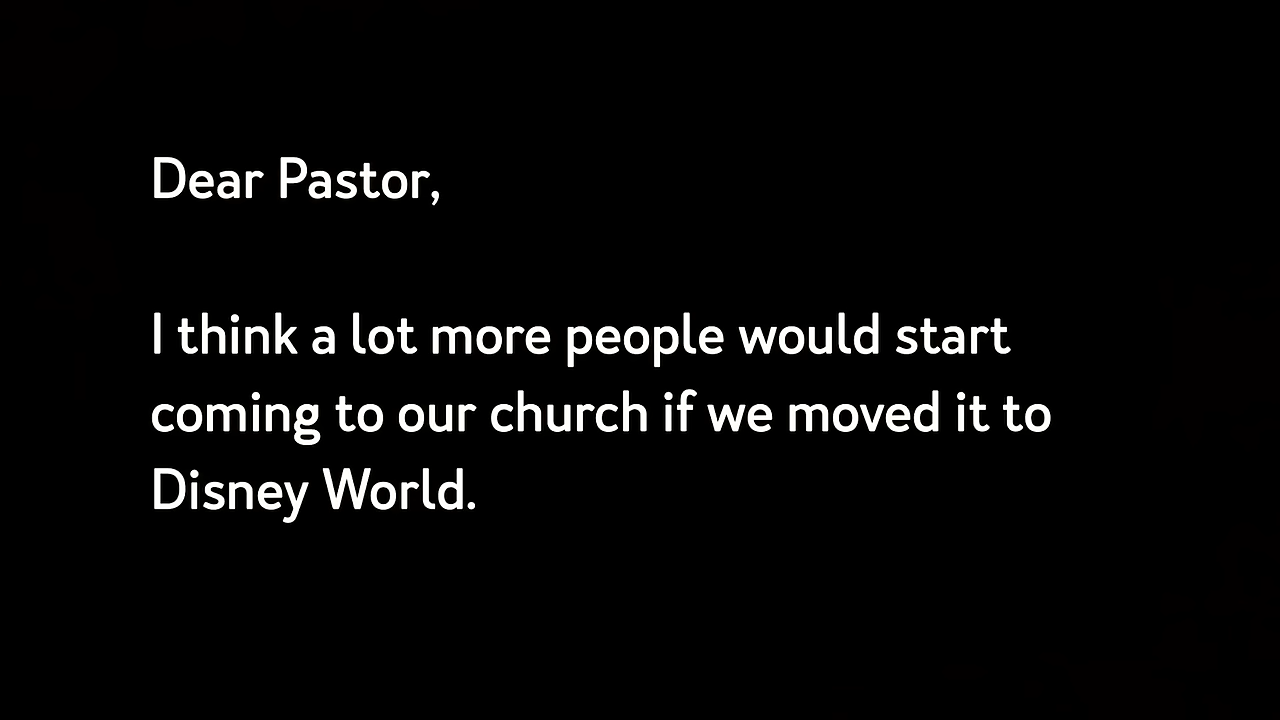 Dear Pastor,
I think a lot more people would start
coming to our church if we moved it to
Disney World.